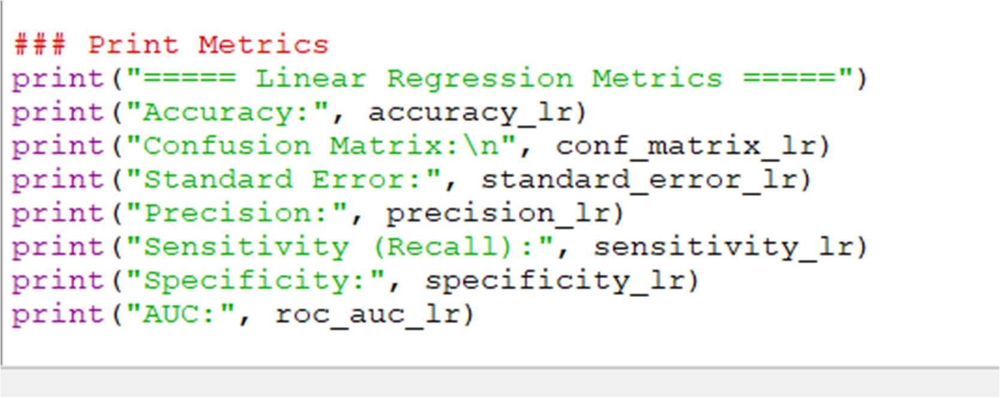 ### Print Metrics
print("===== Linear Regression Metrics =====")
print("Accuracy:", accuracy_lr)
print("Confusion Matrix:\n", conf_matrix_lr)
print("Standard Error:", standard_error_lr)
print("Precision:", precision_lr)
print("Sensitivity (Recall):", sensitivity_lr)
print("Specificity:", specificity_lr)
print("AUC:", roc_auc_lr)